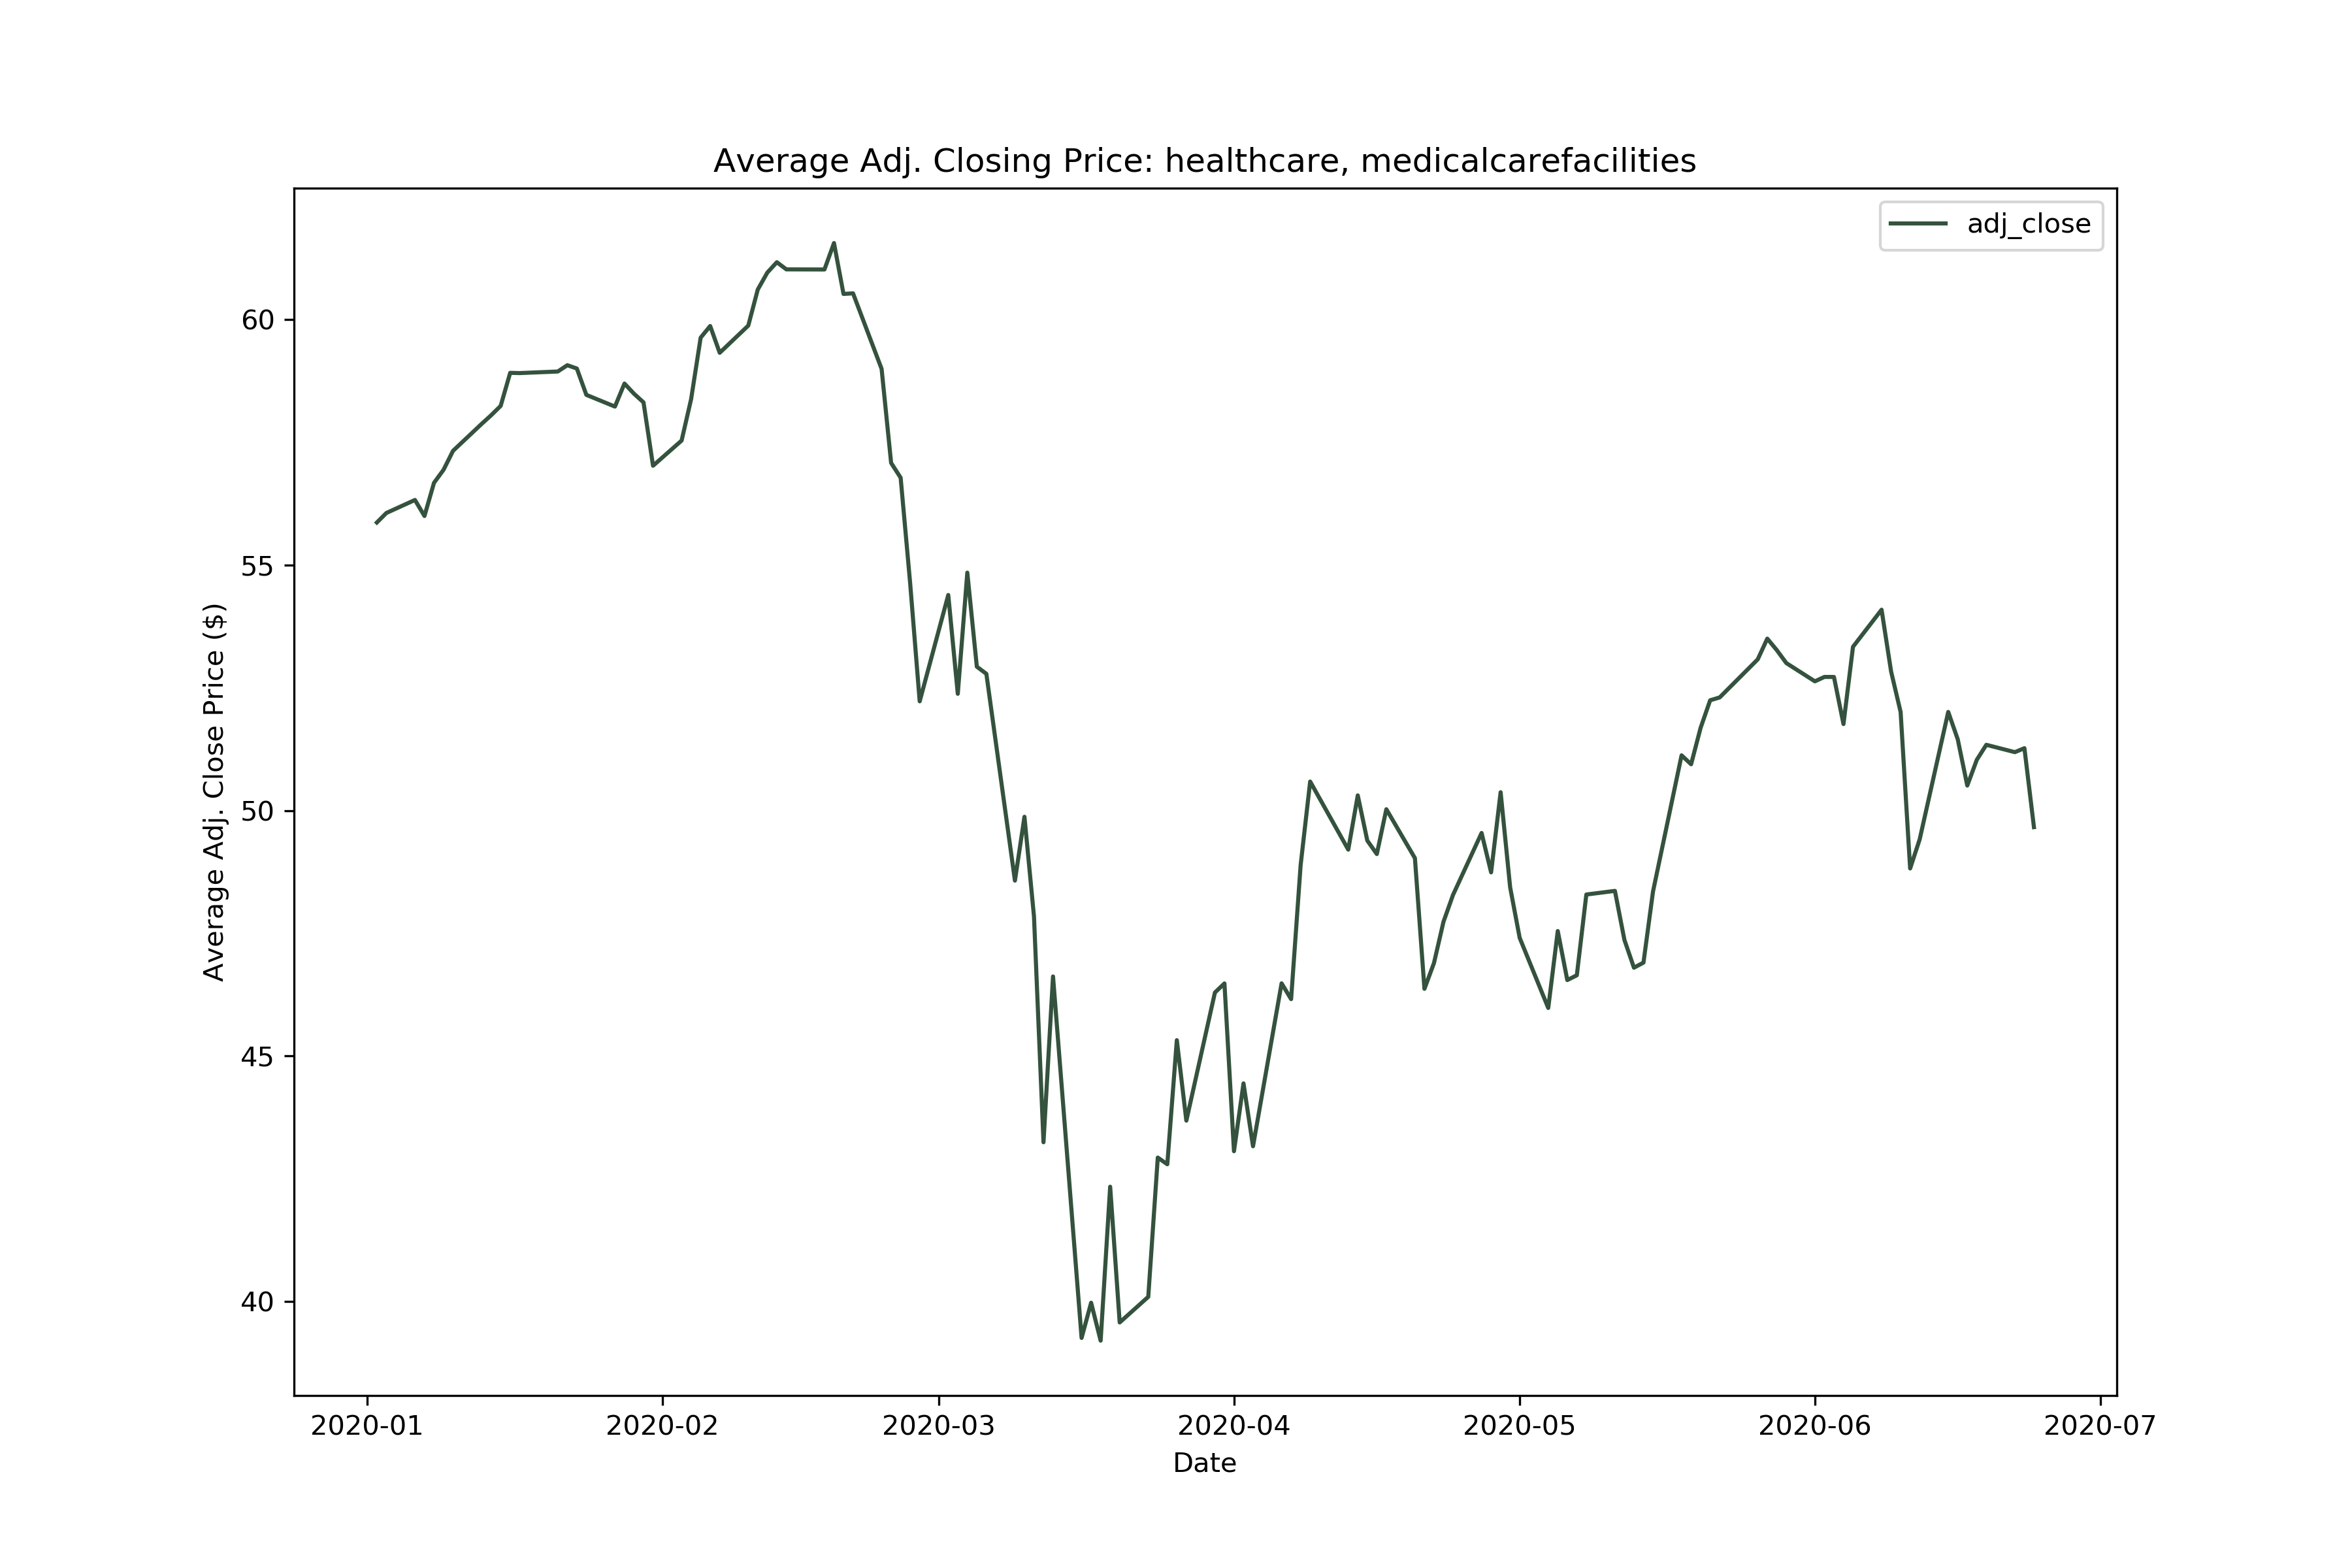 Average Adj. Closing Price: healthcare, medicalcarefacilities
adj_close
Average Adj. Close Price ($)
60
55
50
45
40
2020-01 2020-02 2020-03 2020-04 2020-05 2020-06 2020-07
Date